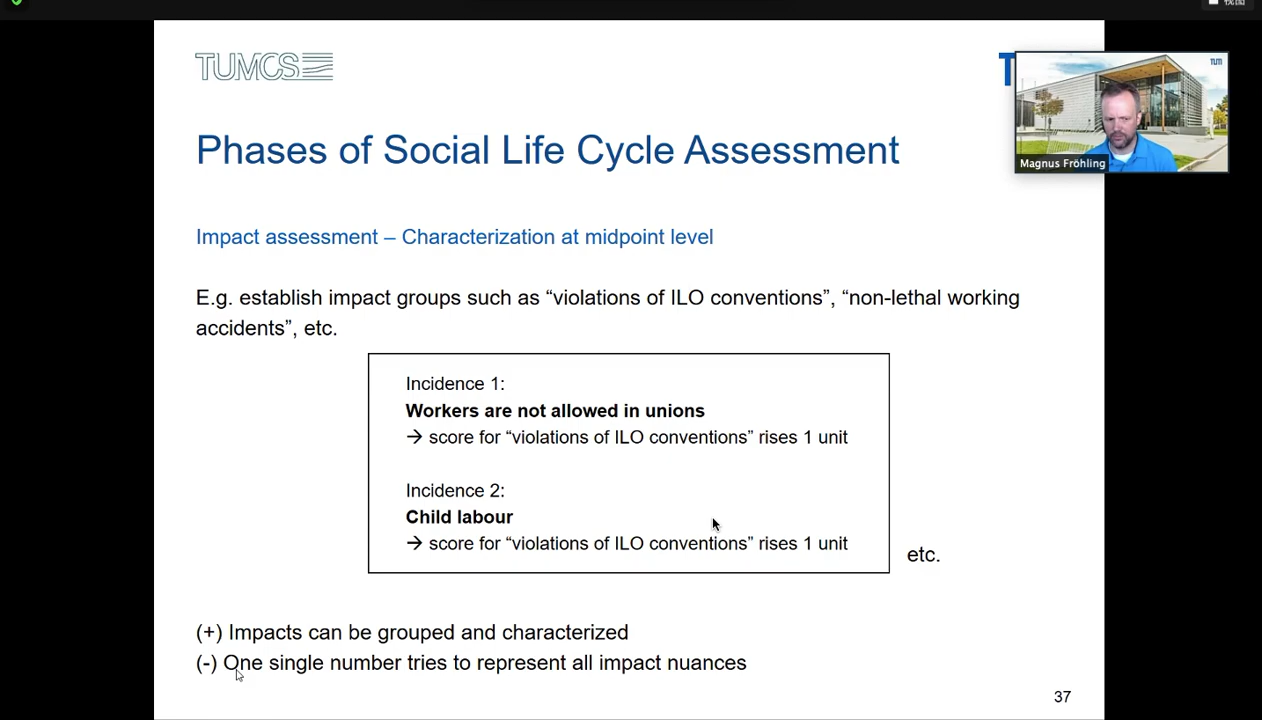 TUMCS
TUM
Magnus Fröhling
Phases of Social Life Cycle Assessment
Impact assessment – Characterization at midpoint level
E.g. establish impact groups such as “violations of ILO conventions”, “non-lethal working
accidents”, etc.
Incidence 1:
Workers are not allowed in unions
→ score for “violations of ILO conventions” rises 1 unit
Incidence 2:
Child labour
→ score for “violations of ILO conventions” rises 1 unit
etc.
(+) Impacts can be grouped and characterized
(-) One single number tries to represent all impact nuances
37